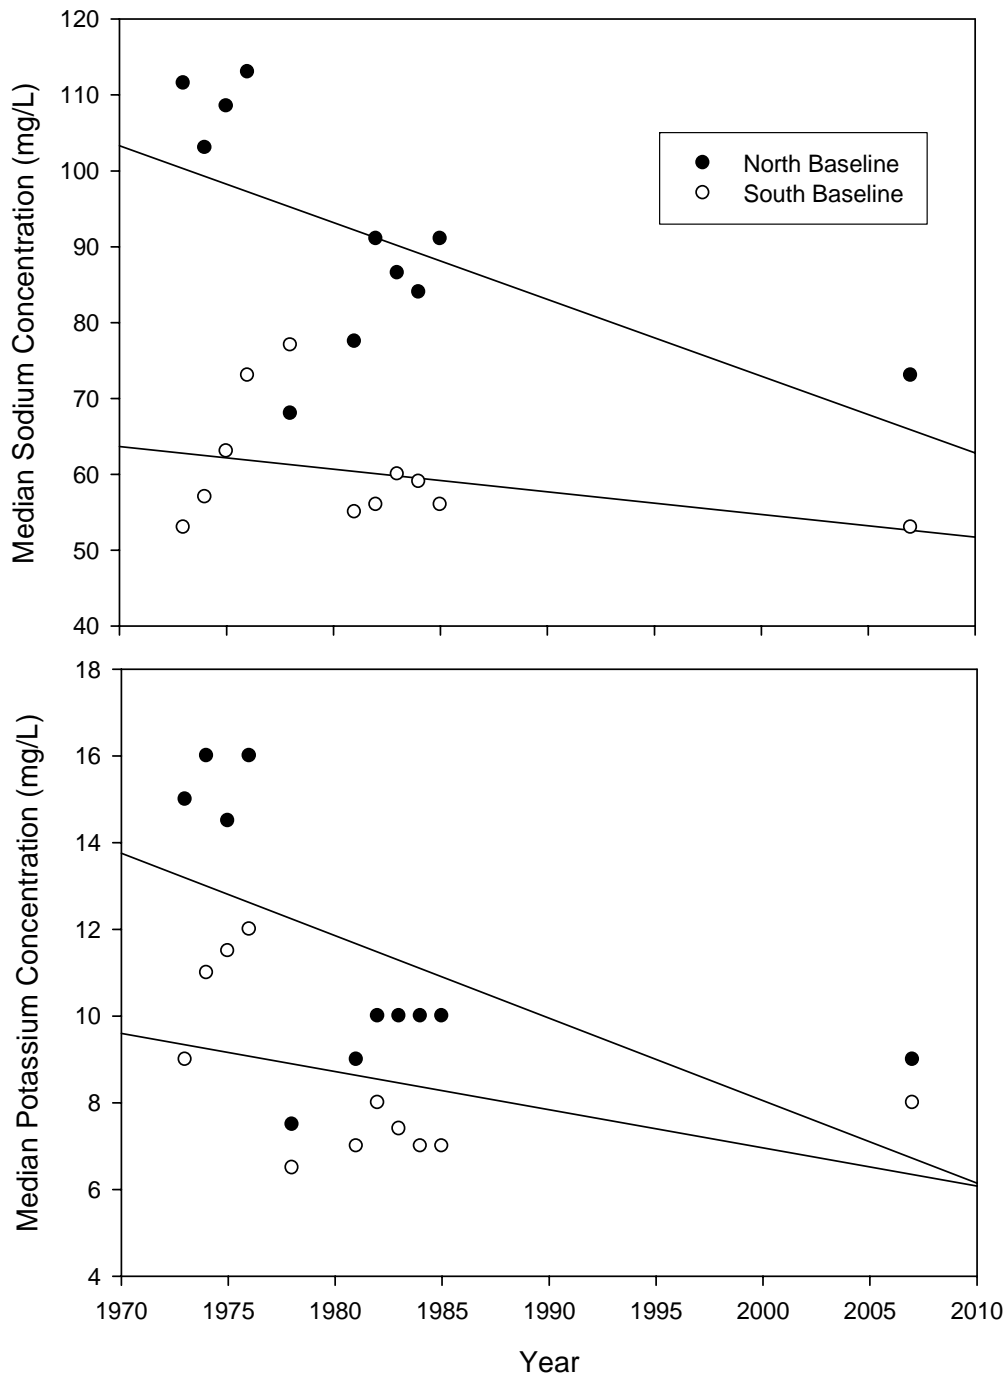 Median Sodium Concentration (mg/L)
120
110
100
90
80
70
60
50
40
North Baseline
South Baseline
Median Potassium Concentration (mg/L)
18
16
14
12
10
8
6
4
1970 1975 1980 1985 1990 1995 2000 2005 2010
Year